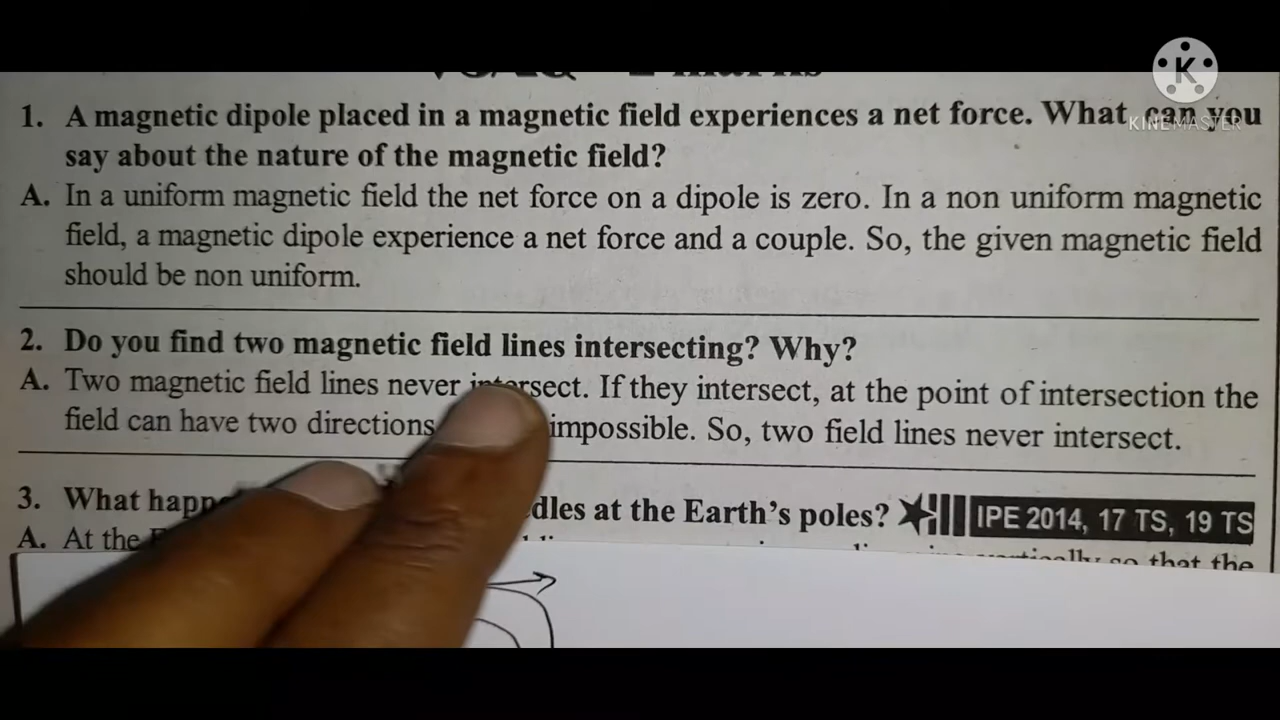 K
KINEMASTER
1. A magnetic dipole placed in a magnetic field experiences a net force. What can you
say about the nature of the magnetic field?
A. In a uniform magnetic field the net force on a dipole is zero. In a non uniform magnetic
field, a magnetic dipole experience a net force and a couple. So, the given magnetic field
should be non uniform.
2. Do you find two magnetic field lines intersecting? Why?
A. Two magnetic field lines never intersect. If they intersect, at the point of intersection the
field can have two directions impossible. So, two field lines never intersect.
3. What at the Earth's poles? IPE 2014, 17 TS, 19 TS
A. At the so that the